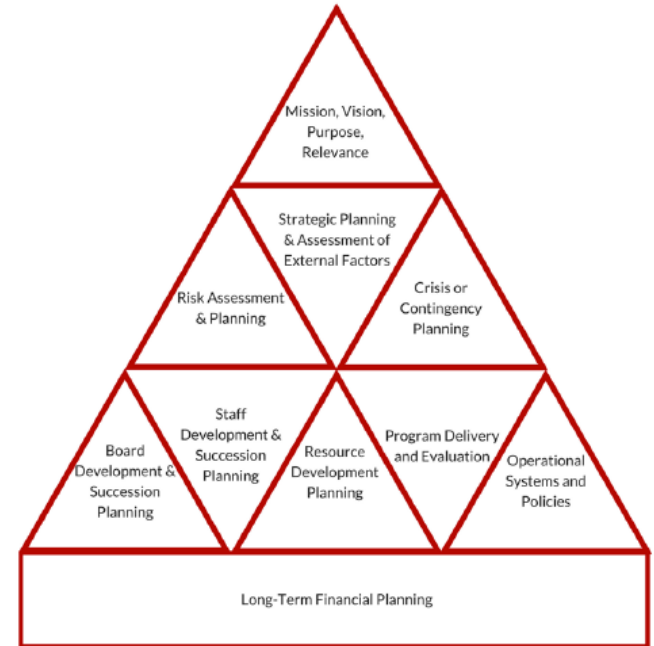 Mission, Vision,
Purpose,
Relevance
Strategic Planning
& Assessment of
External Factors
Risk Assessment
& Planning
Crisis or
Contingency
Planning
Board
Development &
Succession
Planning
Staff
Development &
Succession
Planning
Resource
Development
Planning
Program Delivery
and Evaluation
Operational
Systems and
Policies
Long-Term Financial Planning